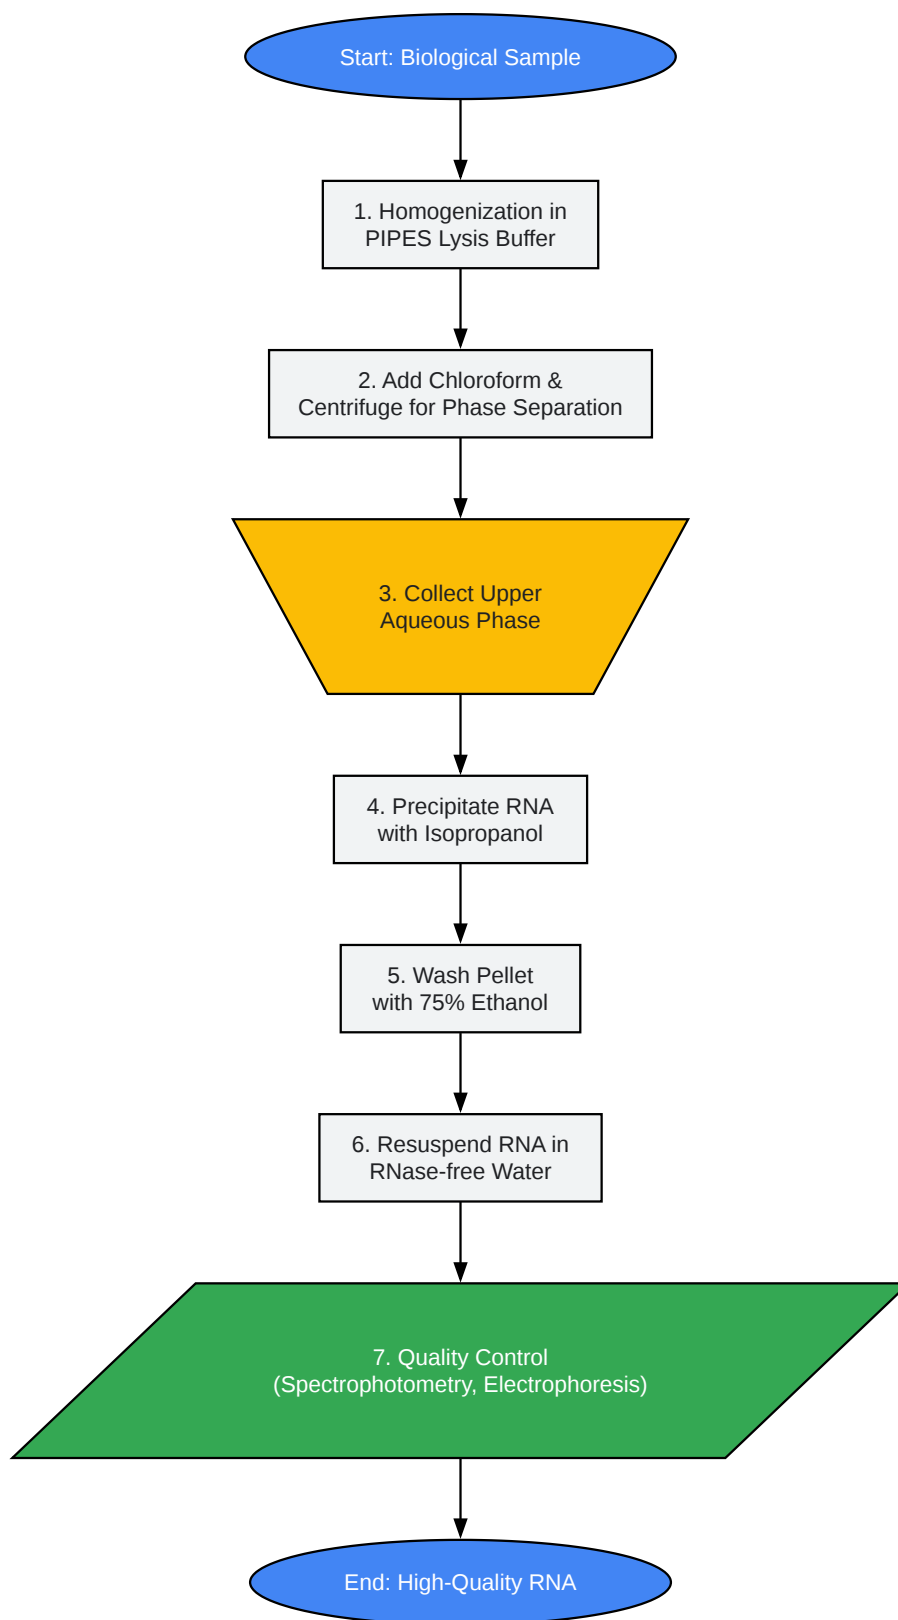 Start: Biological Sample
1. Homogenization in
PIPES Lysis Buffer
2. Add Chloroform &
Centrifuge for Phase Separation
3. Collect Upper
Aqueous Phase
4. Precipitate RNA
with Isopropanol
5. Wash Pellet
with 75% Ethanol
6. Resuspend RNA in
RNase-free Water
7. Quality Control
(Spectrophotometry, Electrophoresis)
End: High-Quality RNA